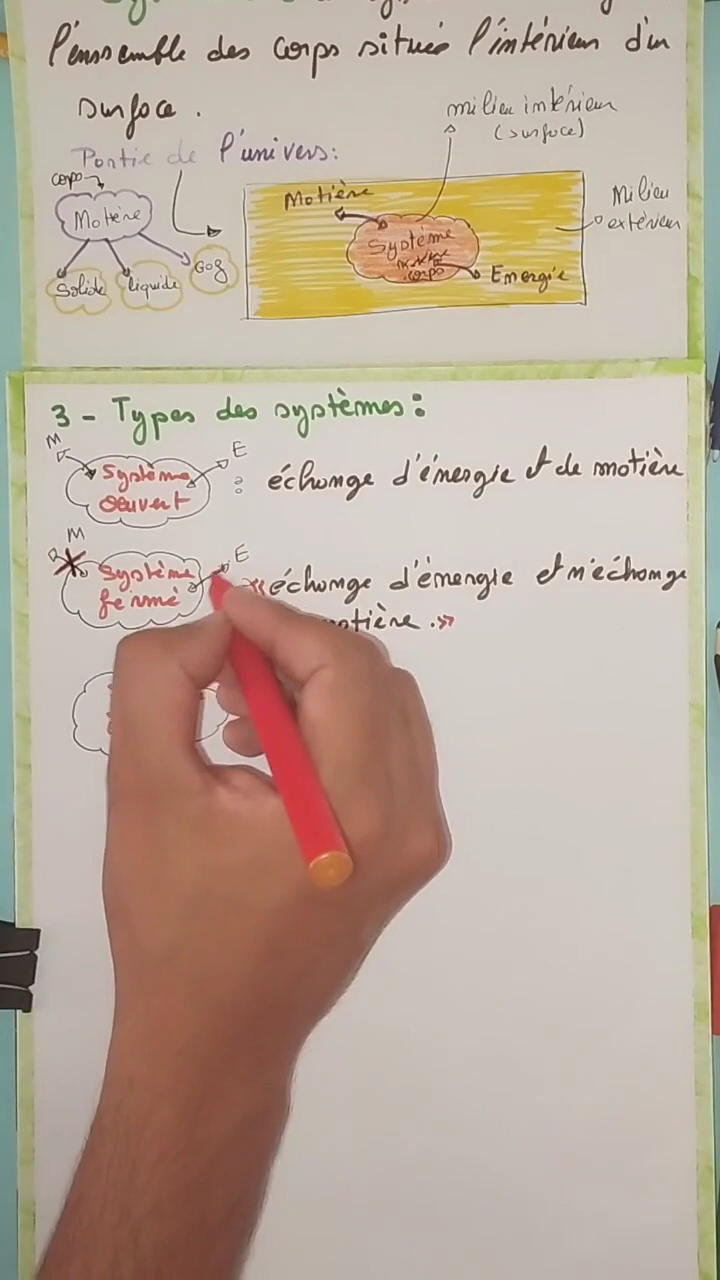 l'ensemble des corps situés l'intérieur d'un
surface.
milieu intérieur
(surface)
Partie de l'univers:
corps
Matière
Solide
liquide
Gaz
Matière
Système
matière
corps
Energie
Milieu
extérieur
3 - Types des systèmes:
M
E
Système
ouvert
: échange d'énergie et de matière
M
E
Système
fermé
«échange d'énergie et n'échange
matière.»